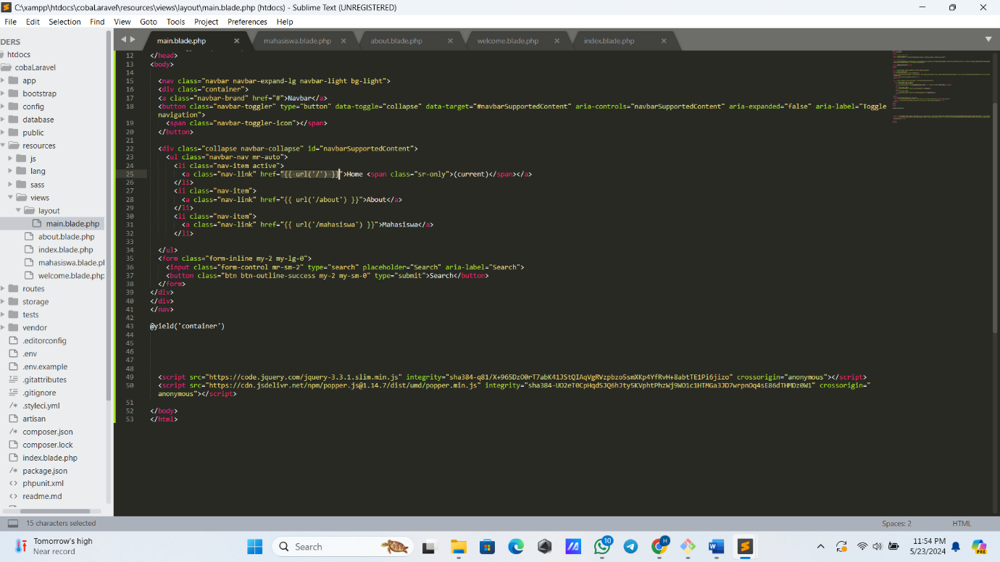 C:\xampp\htdocs\cobaLaravel\resources\views\layout\main.blade.php (htdocs) - Sublime Text (UNREGISTERED)
File Edit Selection Find View Goto Tools Project Preferences Help
DERS
htdocs
cobaLaravel
app
bootstrap
config
database
public
resources
js
lang
sass
views
layout
main.blade.php
about.blade.php
index.blade.php
mahasiswa.blade.pl
welcome.blade.php
routes
storage
tests
vendor
.editorconfig
.env
.env.example
.gitattributes
.gitignore
.styleci.yml
artisan
composer.json
composer.lock
index.blade.php
package.json
phpunit.xml
readme.md
main.blade.php mahasiswa.blade.php about.blade.php welcome.blade.php index.blade.php
12 </head>
13 <body>
14
15 <nav class="navbar navbar-expand-lg navbar-light bg-light">
16 <div class="container">
17 <a class="navbar-brand" href="#">Navbar</a>
18 <button class="navbar-toggler" type="button" data-toggle="collapse" data-target="#navbarSupportedContent" aria-controls="navbarSupportedContent" aria-expanded="false" aria-label="Toggle
navigation">
19 <span class="navbar-toggler-icon"></span>
20 </button>
21
22 <div class="collapse navbar-collapse" id="navbarSupportedContent">
23 <ul class="navbar-nav mr-auto">
24 <li class="nav-item active">
25 <a class="nav-link" href="{{ url('/') }}">Home <span class="sr-only">(current)</span></a>
26 </li>
27 <li class="nav-item">
28 <a class="nav-link" href="{{ url('/about') }}">About</a>
29 </li>
30 <li class="nav-item">
31 <a class="nav-link" href="{{ url('/mahasiswa') }}">Mahasiswa</a>
32 </li>
33
34 </ul>
35 <form class="form-inline my-2 my-lg-0">
36 <input class="form-control mr-sm-2" type="search" placeholder="Search" aria-label="Search">
37 <button class="btn btn-outline-success my-2 my-sm-0" type="submit">Search</button>
38 </form>
39 </div>
40 </div>
41 </nav>
42
43 @yield('container')
44
45
46
47
48
49 <script src="https://code.jquery.com/jquery-3.3.1.slim.min.js" integrity="sha384-q8i/X+965DzO0rT7abK41JStQIAqVgRVzpbzo5smXKp4YfRvH+8abtTE1Pi6jizo" crossorigin="anonymous"></script>
50 <script src="https://cdn.jsdelivr.net/npm/popper.js@1.14.7/dist/umd/popper.min.js" integrity="sha384-UO2eT0CpHqdSJQ6hJty5KVphtPhzWj9WO1c1HTMGa3JD7wrpnOq4sE86dTHMDz0W1" crossorigin="
anonymous"></script>
51
52 </body>
53 </html>
15 characters selected Spaces: 2 HTML
Tomorrow's high
Near record
Search
10
H
11:54 PM
5/23/2024
PRE